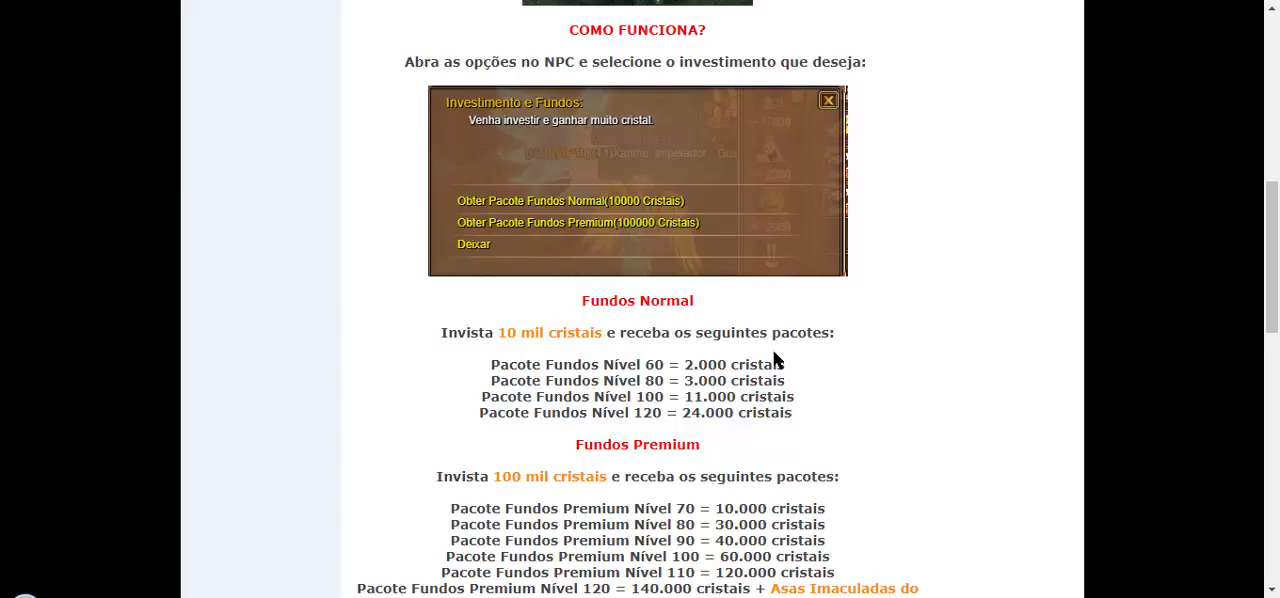 COMO FUNCIONA?
Abra as opções no NPC e selecione o investimento que deseja:
Investimento e Fundos:
Venha investir e ganhar muito cristal.
Obter Pacote Fundos Normal(10000 Cristais)
Obter Pacote Fundos Premium(100000 Cristais)
Deixar
Fundos Normal
Invista 10 mil cristais e receba os seguintes pacotes:
Pacote Fundos Nível 60 = 2.000 cristais
Pacote Fundos Nível 80 = 3.000 cristais
Pacote Fundos Nível 100 = 11.000 cristais
Pacote Fundos Nível 120 = 24.000 cristais
Fundos Premium
Invista 100 mil cristais e receba os seguintes pacotes:
Pacote Fundos Premium Nível 70 = 10.000 cristais
Pacote Fundos Premium Nível 80 = 30.000 cristais
Pacote Fundos Premium Nível 90 = 40.000 cristais
Pacote Fundos Premium Nível 100 = 60.000 cristais
Pacote Fundos Premium Nível 110 = 120.000 cristais
Pacote Fundos Premium Nível 120 = 140.000 cristais + Asas Imaculadas do